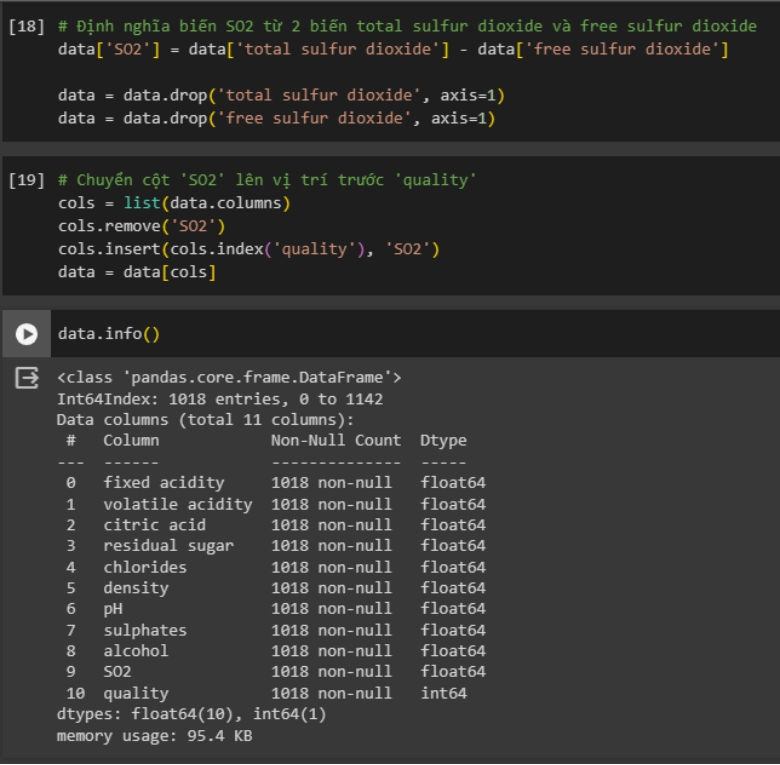 [18] # Định nghĩa biến SO2 từ 2 biến total sulfur dioxide và free sulfur dioxide
data['SO2'] = data['total sulfur dioxide'] - data['free sulfur dioxide']
data = data.drop('total sulfur dioxide', axis=1)
data = data.drop('free sulfur dioxide', axis=1)
[19] # Chuyển cột 'SO2' lên vị trí trước 'quality'
cols = list(data.columns)
cols.remove('SO2')
cols.insert(cols.index('quality'), 'SO2')
data = data[cols]
data.info()
<class 'pandas.core.frame.DataFrame'>
Int64Index: 1018 entries, 0 to 1142
Data columns (total 11 columns):
 #   Column            Non-Null Count  Dtype
---  ------            --------------  -----
 0   fixed acidity     1018 non-null   float64
 1   volatile acidity  1018 non-null   float64
 2   citric acid       1018 non-null   float64
 3   residual sugar    1018 non-null   float64
 4   chlorides         1018 non-null   float64
 5   density           1018 non-null   float64
 6   pH                1018 non-null   float64
 7   sulphates         1018 non-null   float64
 8   alcohol           1018 non-null   float64
 9   SO2               1018 non-null   float64
 10  quality           1018 non-null   int64
dtypes: float64(10), int64(1)
memory usage: 95.4 KB